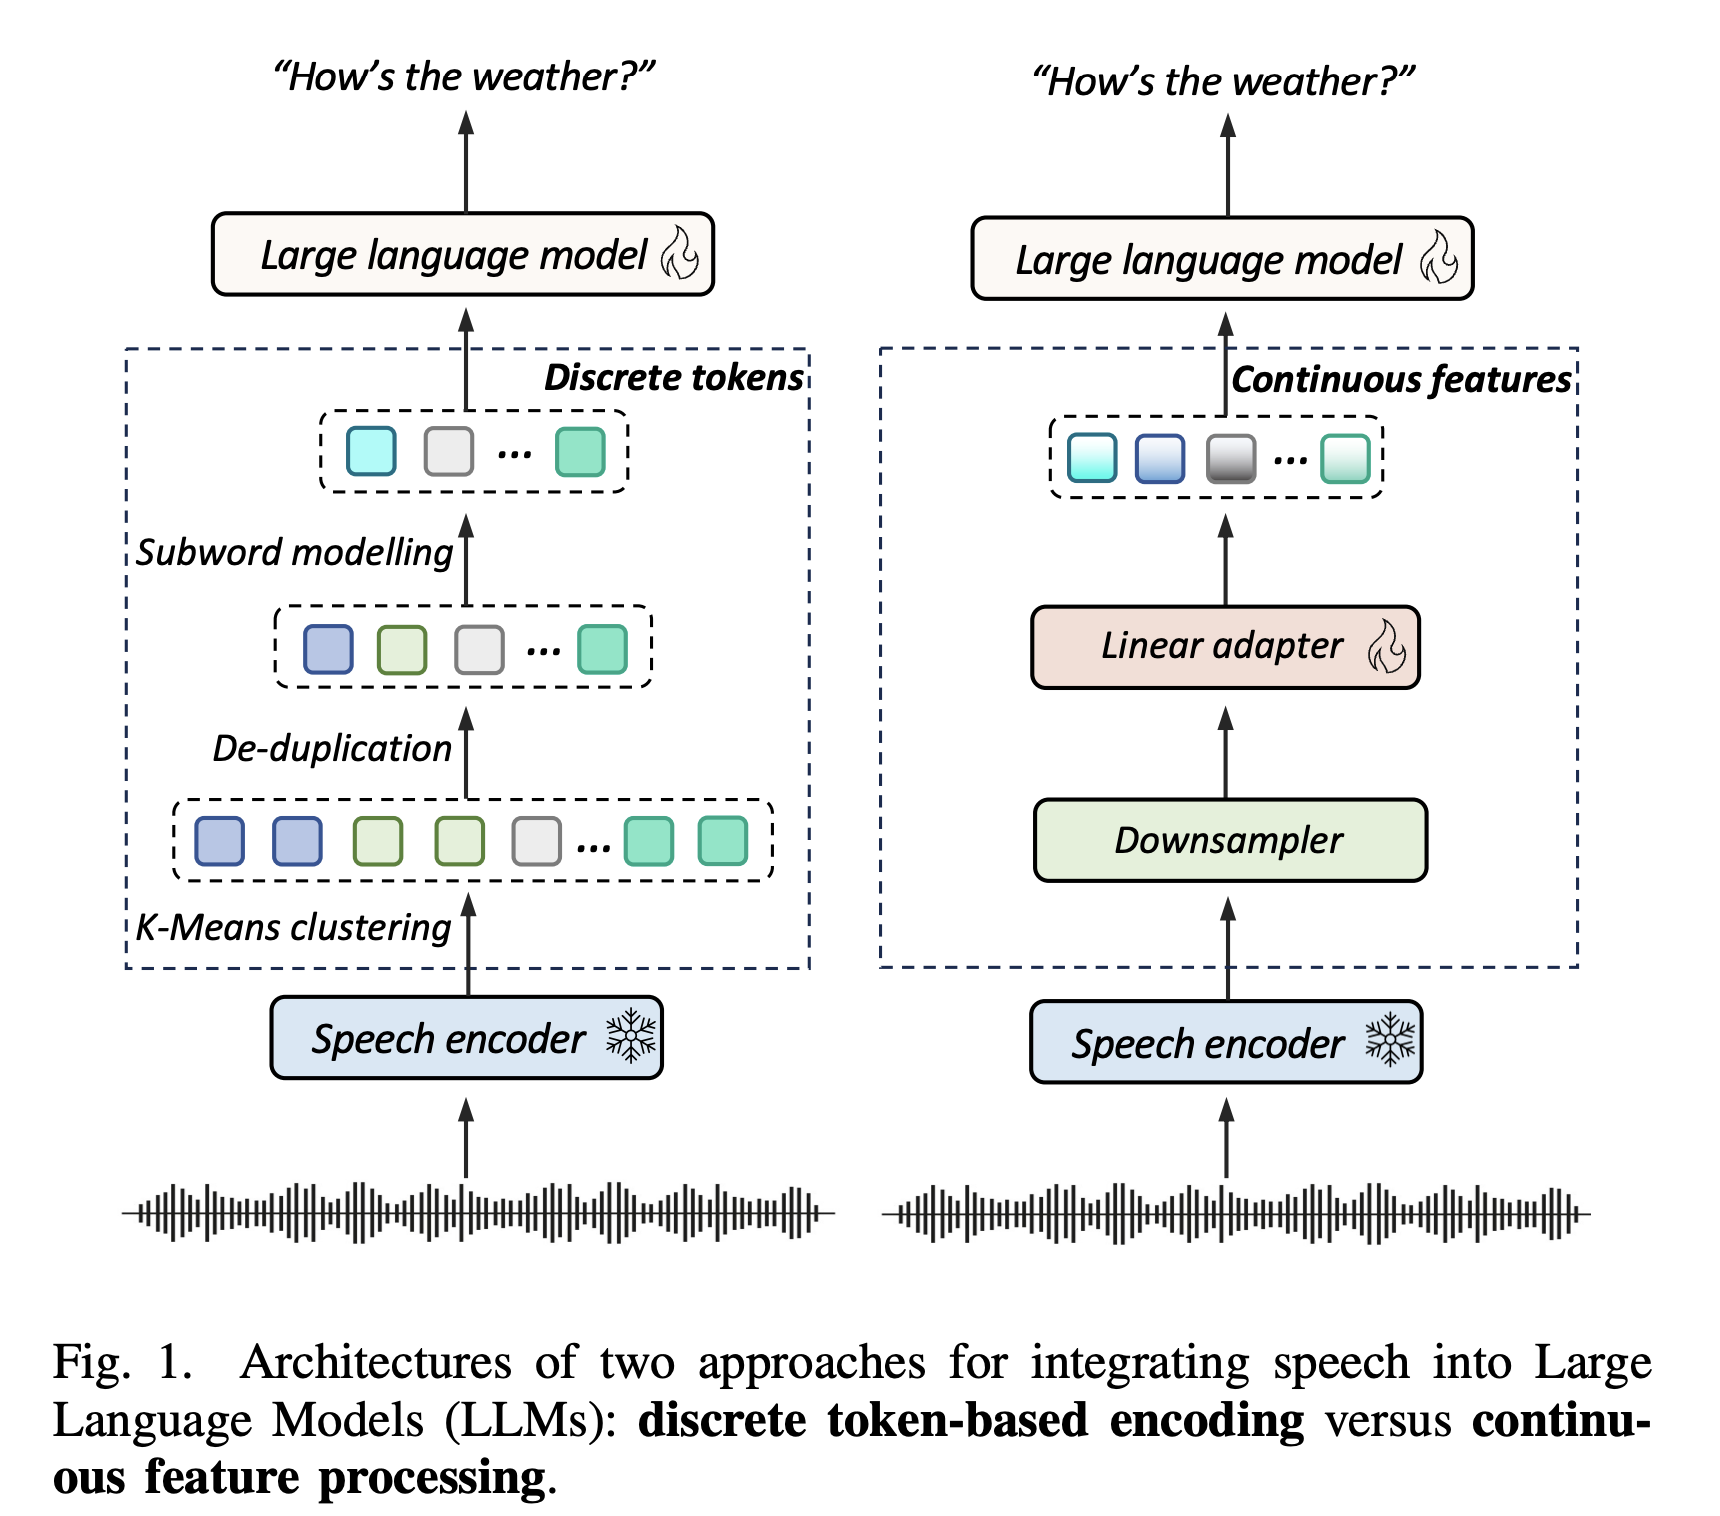 “How’s the weather?”
Large language model
Discrete tokens
...
Subword modelling
...
De-duplication
...
K-Means clustering
Speech encoder
“How’s the weather?”
Large language model
Continuous features
...
Linear adapter
Downsampler
Speech encoder
Fig. 1. Architectures of two approaches for integrating speech into Large
Language Models (LLMs): discrete token-based encoding versus continu-
ous feature processing.